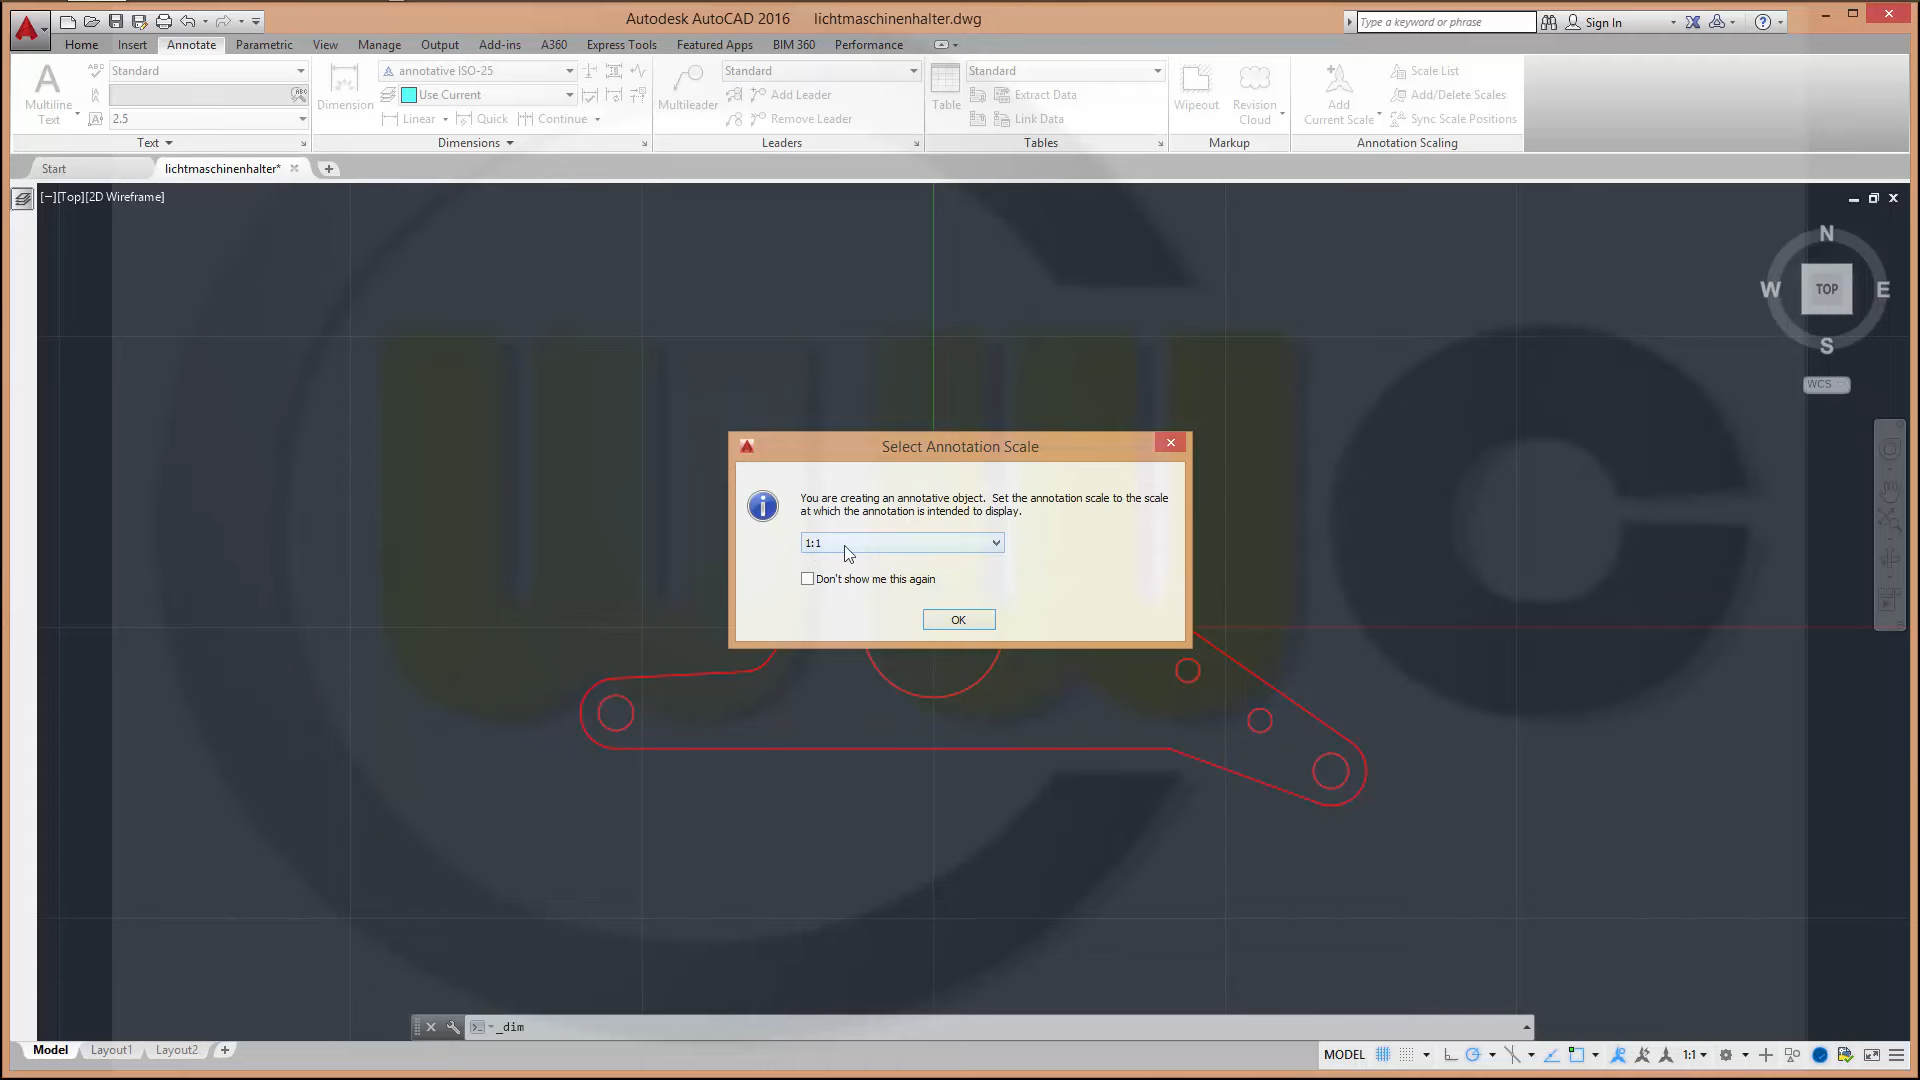 Autodesk AutoCAD 2016 lichtmaschinenhalter.dwg
Type a keyword or phrase
Sign In
Home Insert Annotate Parametric View Manage Output Add-ins A360 Express Tools Featured Apps BIM 360 Performance
A
Multiline
Text
ABC
Standard
2.5
Dimension
annotative ISO-25
Use Current
Linear Quick Continue
Multileader
Standard
Add Leader
Remove Leader
Table
Standard
Extract Data
Link Data
Wipeout
Revision
Cloud
Add
Current Scale
Scale List
Add/Delete Scales
Sync Scale Positions
Text Dimensions Leaders Tables Markup Annotation Scaling
Start lichtmaschinenhalter*
[−][Top][2D Wireframe]
N
W TOP E
S
WCS
Select Annotation Scale
You are creating an annotative object. Set the annotation scale to the scale
at which the annotation is intended to display.
1:1
Don't show me this again
OK
_dim
Model Layout1 Layout2 +
MODEL 1:1